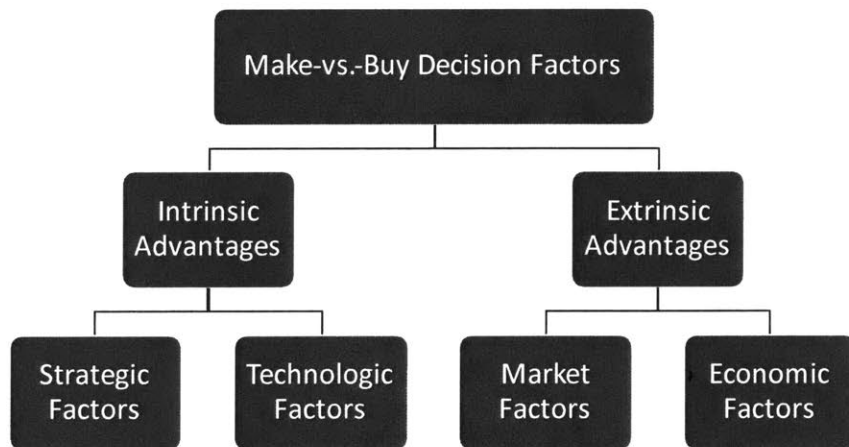 Make-vs.-Buy Decision Factors
Intrinsic
Advantages
Extrinsic
Advantages
Strategic
Factors
Technologic
Factors
Market
Factors
Economic
Factors